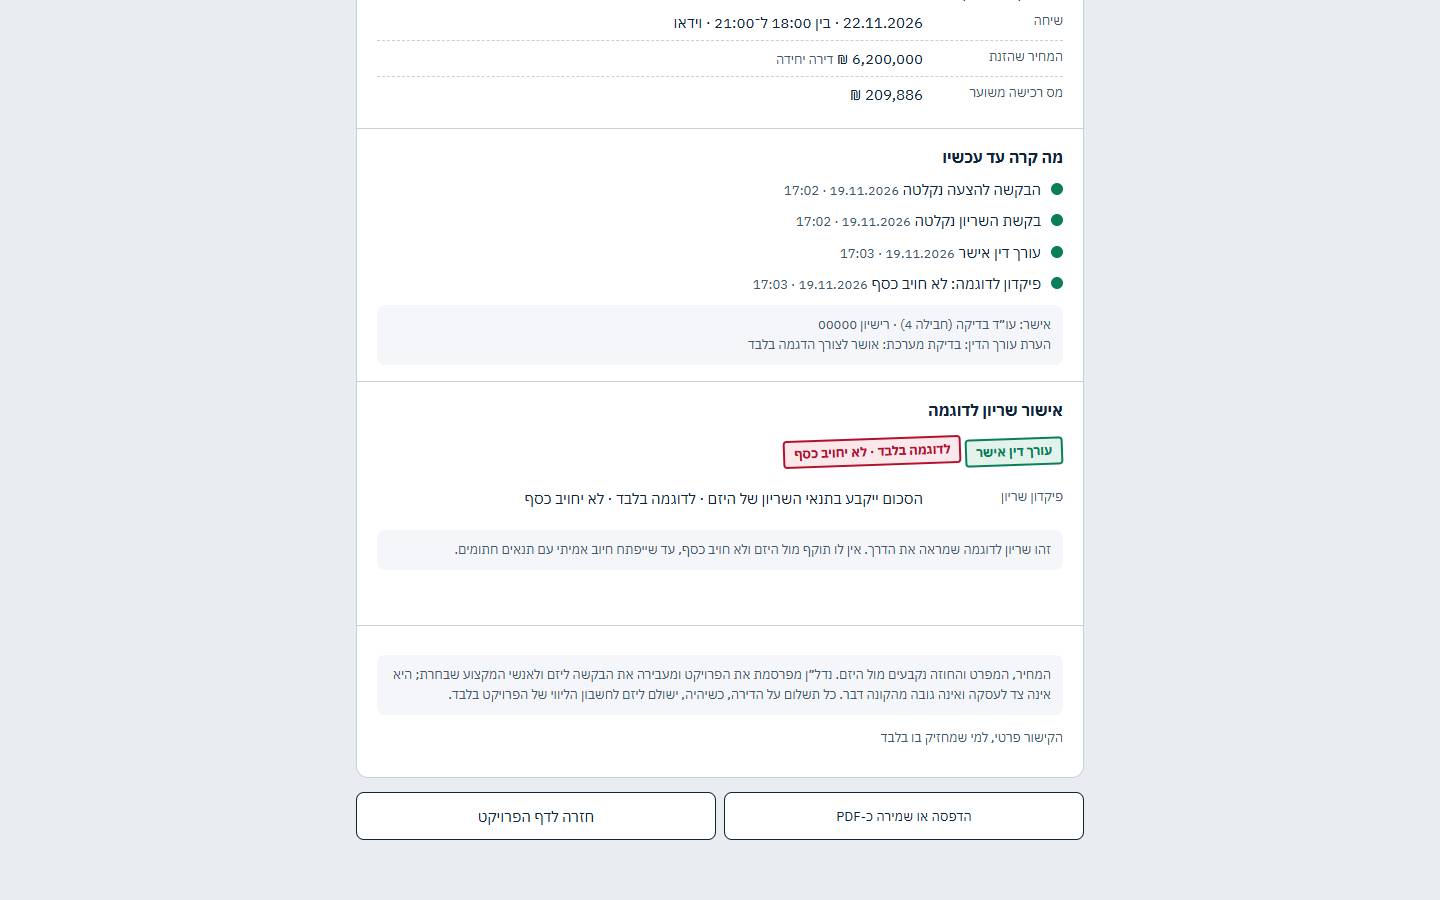 שיחה 22.11.2026 · בין 18:00 ל־21:00 · וידאו
המחיר שהזנת 6,200,000 ₪ דירה יחידה
מס רכישה משוער 209,886 ₪
מה קרה עד עכשיו
הבקשה להצעה נקלטה 19.11.2026 · 17:02
בקשת השריון נקלטה 19.11.2026 · 17:02
עורך דין אישר 19.11.2026 · 17:03
פיקדון לדוגמה: לא חויב כסף 19.11.2026 · 17:03
אישר: עו״ד בדיקה (חבילה 4) · רישיון 00000
הערת עורך הדין: בדיקת מערכת: אושר לצורך הדגמה בלבד
אישור שריון לדוגמה
עורך דין אישר לדוגמה בלבד · לא יחויב כסף
פיקדון שריון הסכום ייקבע בתנאי השריון של היזם · לדוגמה בלבד · לא יחויב כסף
זהו שריון לדוגמה שמראה את הדרך. אין לו תוקף מול היזם ולא חויב כסף, עד שייפתח חיוב אמיתי עם תנאים חתומים.
המחיר, המפרט והחוזה נקבעים מול היזם. נדל״ן מפרסמת את הפרויקט ומעבירה את הבקשה ליזם ולאנשי המקצוע שבחרת; היא
אינה צד לעסקה ואינה גובה מהקונה דבר. כל תשלום על הדירה, כשיהיה, ישולם ליזם לחשבון הליווי של הפרויקט בלבד.
הקישור פרטי, למי שמחזיק בו בלבד
הדפסה או שמירה כ-PDF
חזרה לדף הפרויקט